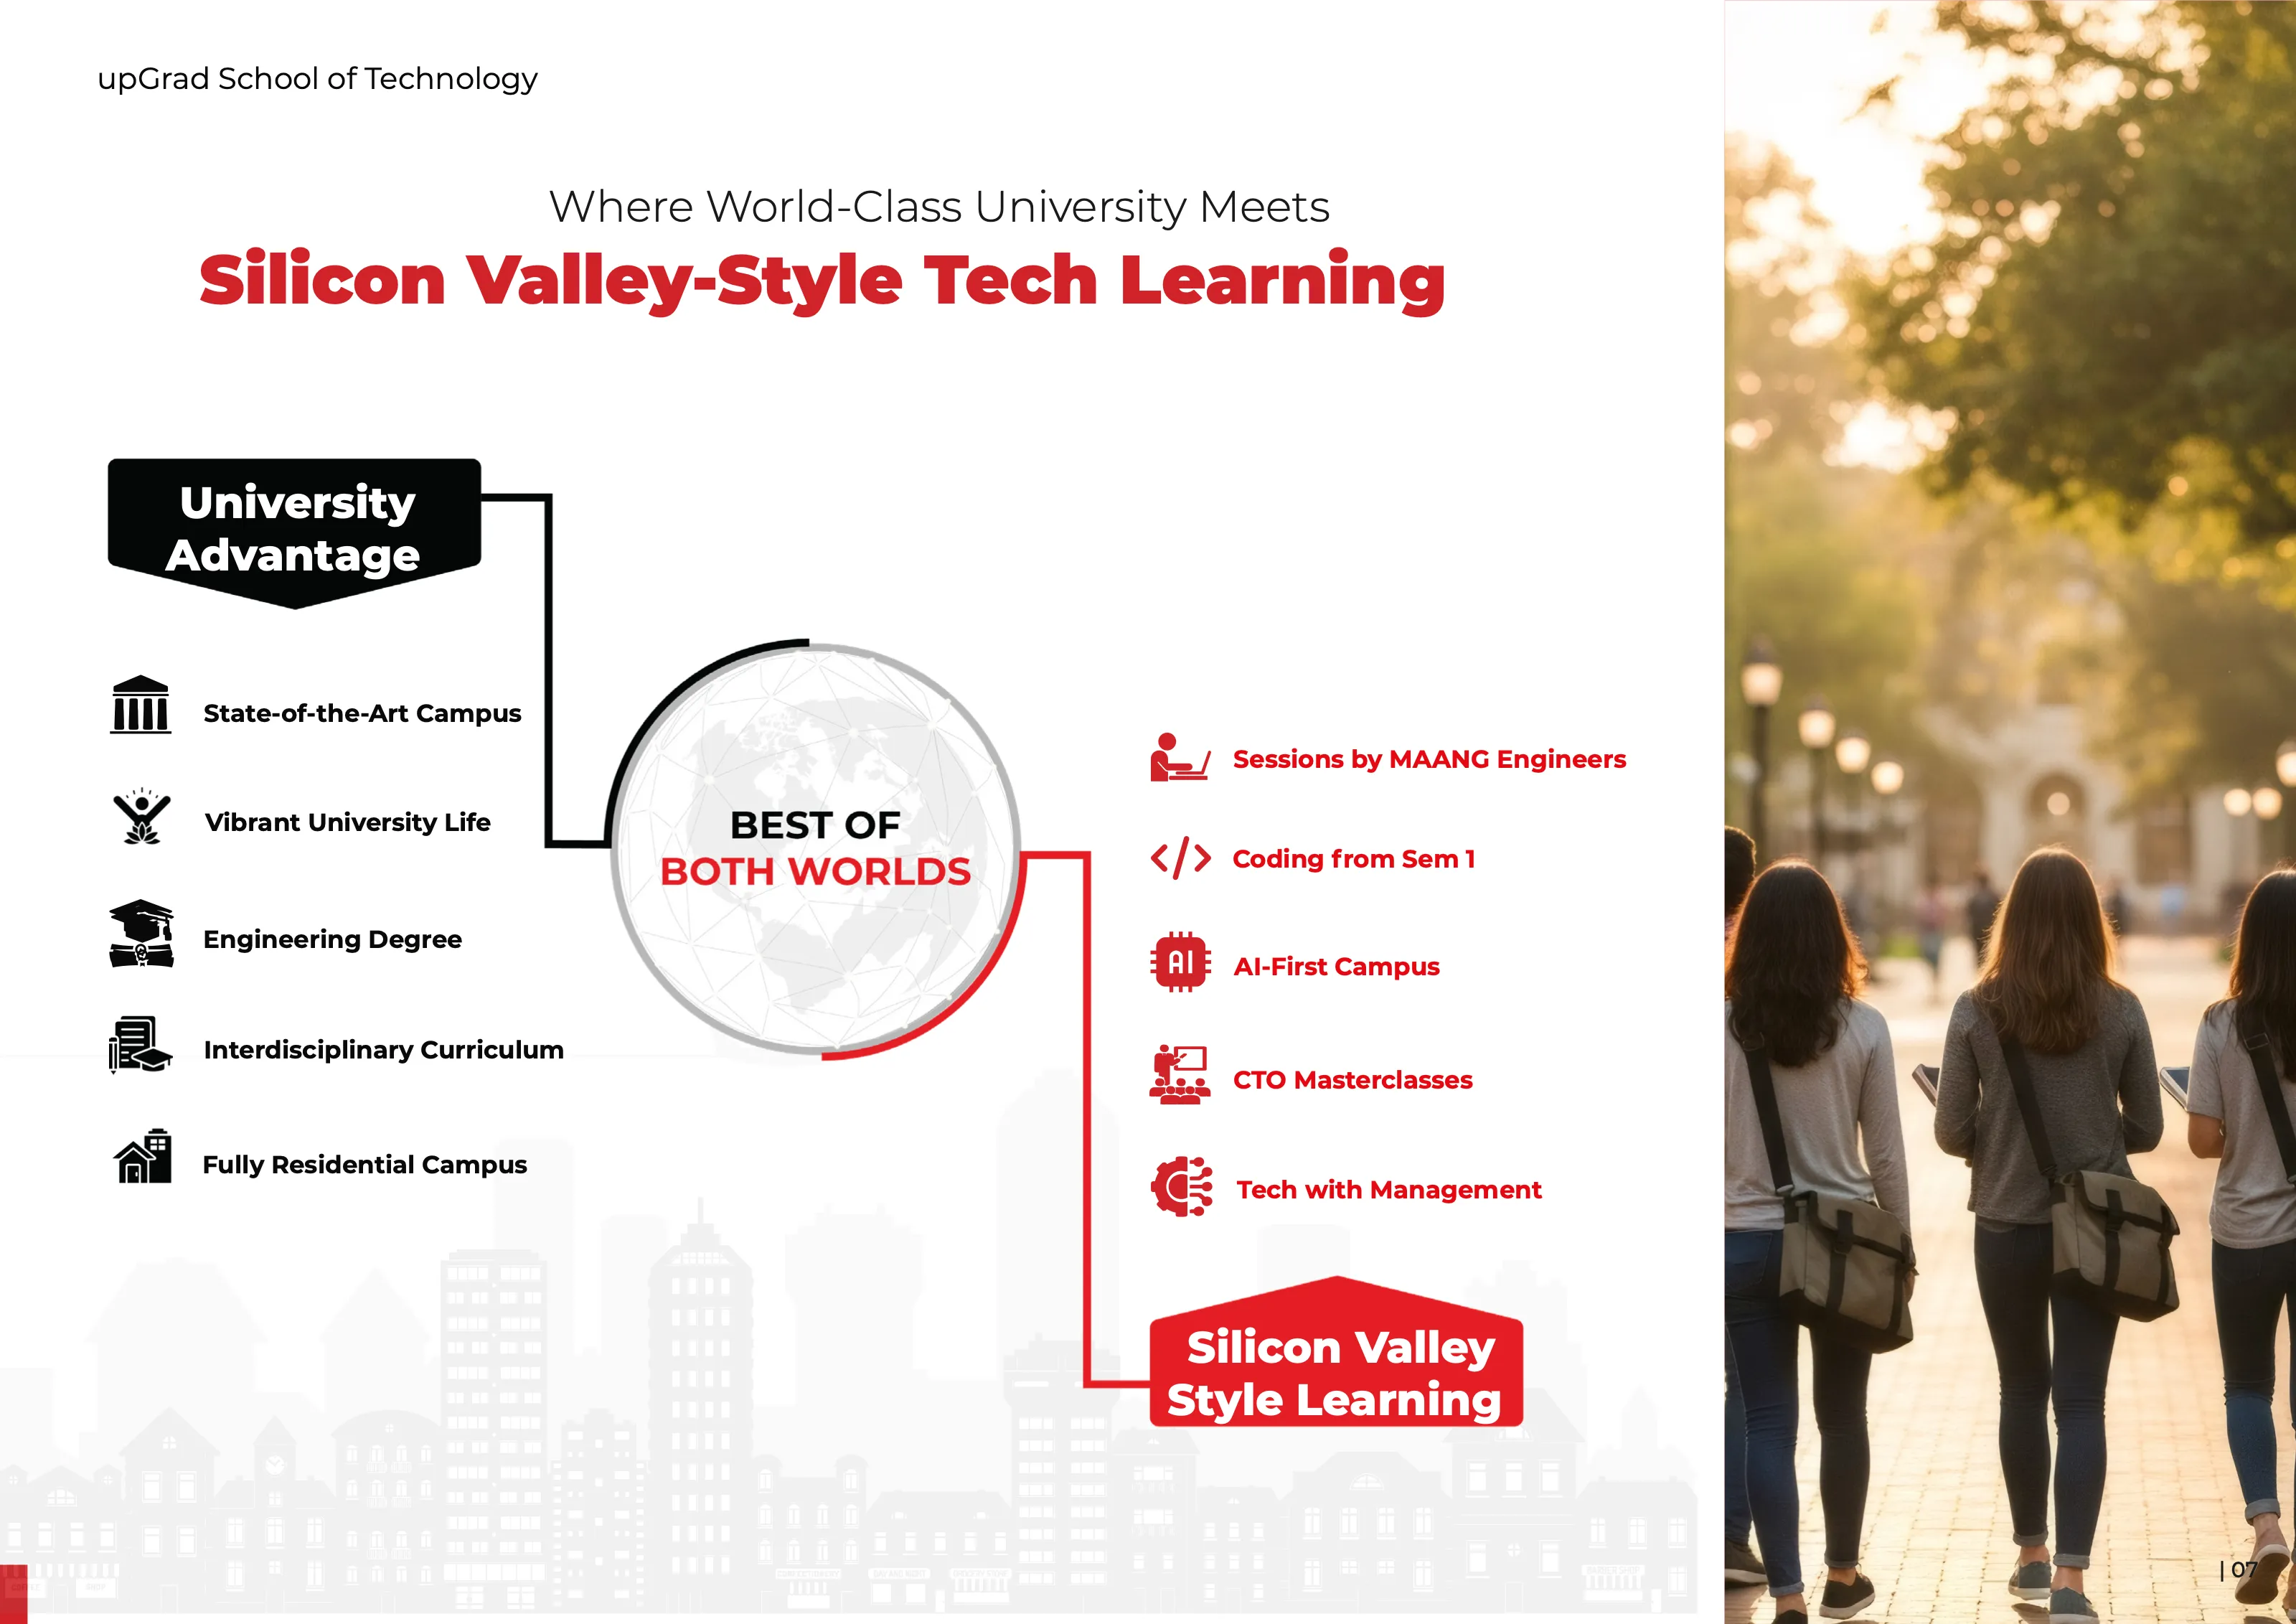 upGrad School of Technology
Where World-Class University Meets
Silicon Valley-Style Tech Learning
University
Advantage
State-of-the-Art Campus
Vibrant University Life
Engineering Degree
Interdisciplinary Curriculum
Fully Residential Campus
BEST OF
BOTH WORLDS
Sessions by MAANG Engineers
</> Coding from Sem 1
AI
AI-First Campus
CTO Masterclasses
Tech with Management
Silicon Valley
Style Learning
| 07